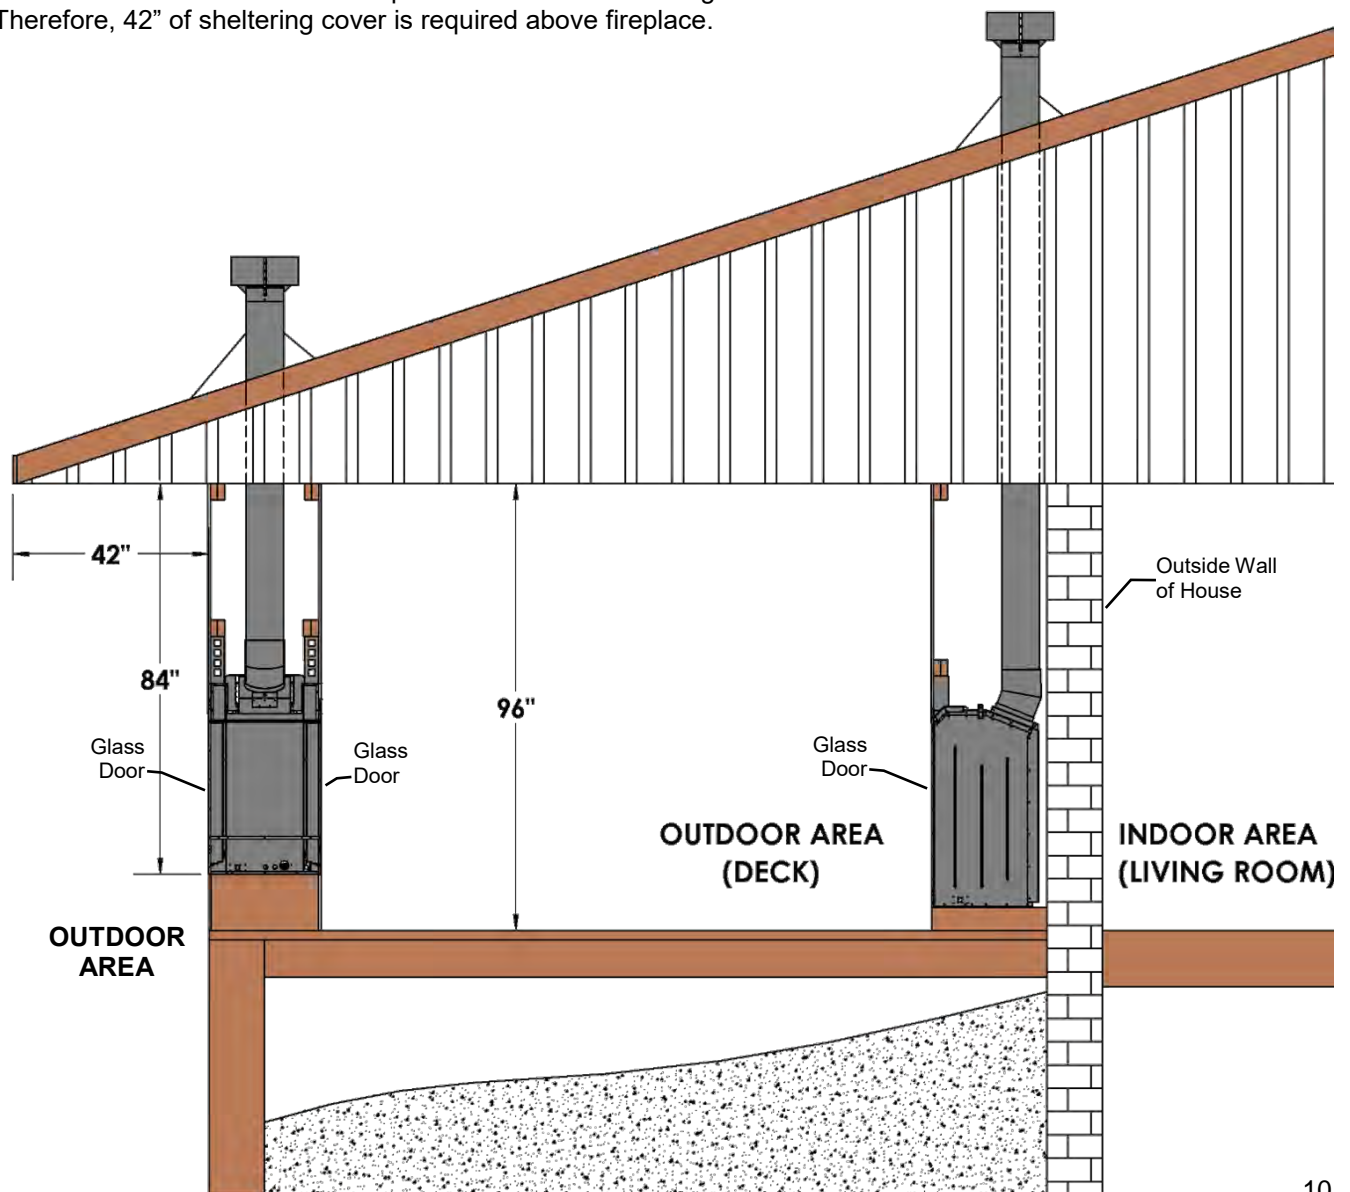 Therefore, 42” of sheltering cover is required above fireplace.
42"
84"
96"
Outside Wall
of House
Glass
Door
Glass
Door
Glass
Door
OUTDOOR AREA
(DECK)
INDOOR AREA
(LIVING ROOM)
OUTDOOR
AREA
10